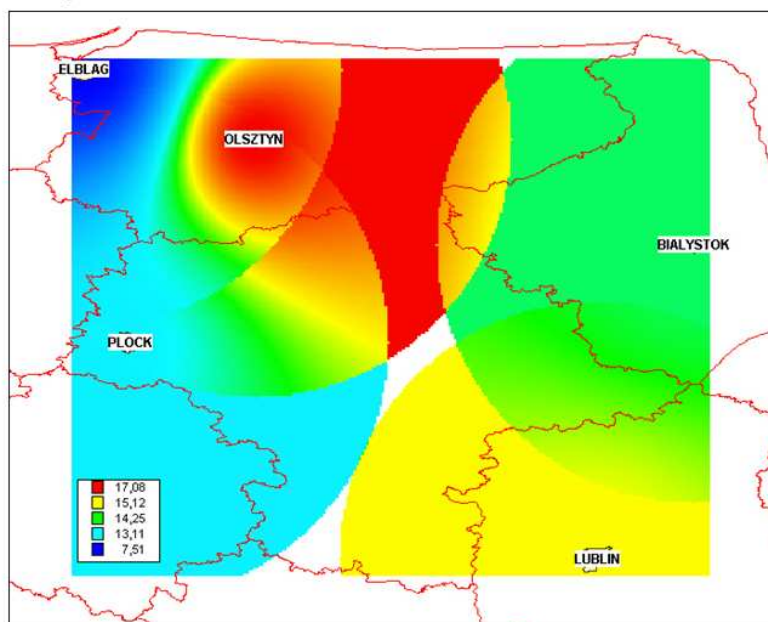 ELBLAG
OLSZTYN
BIALYSTOK
PLOCK
17,08
15,12
14,25
13,11
7,51
LUBLIN